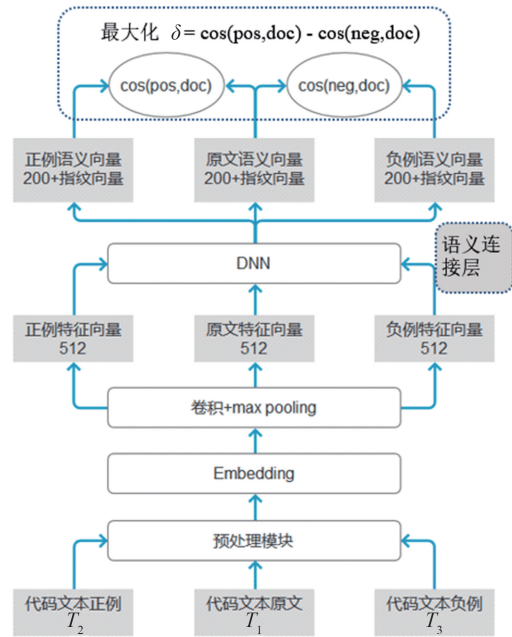 最大化 δ = cos(pos,doc) - cos(neg,doc)
cos(pos,doc)
cos(neg,doc)
正例语义向量
200+指纹向量
原文语义向量
200+指纹向量
负例语义向量
200+指纹向量
语义连
接层
DNN
正例特征向量
512
原文特征向量
512
负例特征向量
512
卷积+max pooling
Embedding
预处理模块
代码文本正例
T2
代码文本原文
T1
代码文本负例
T3